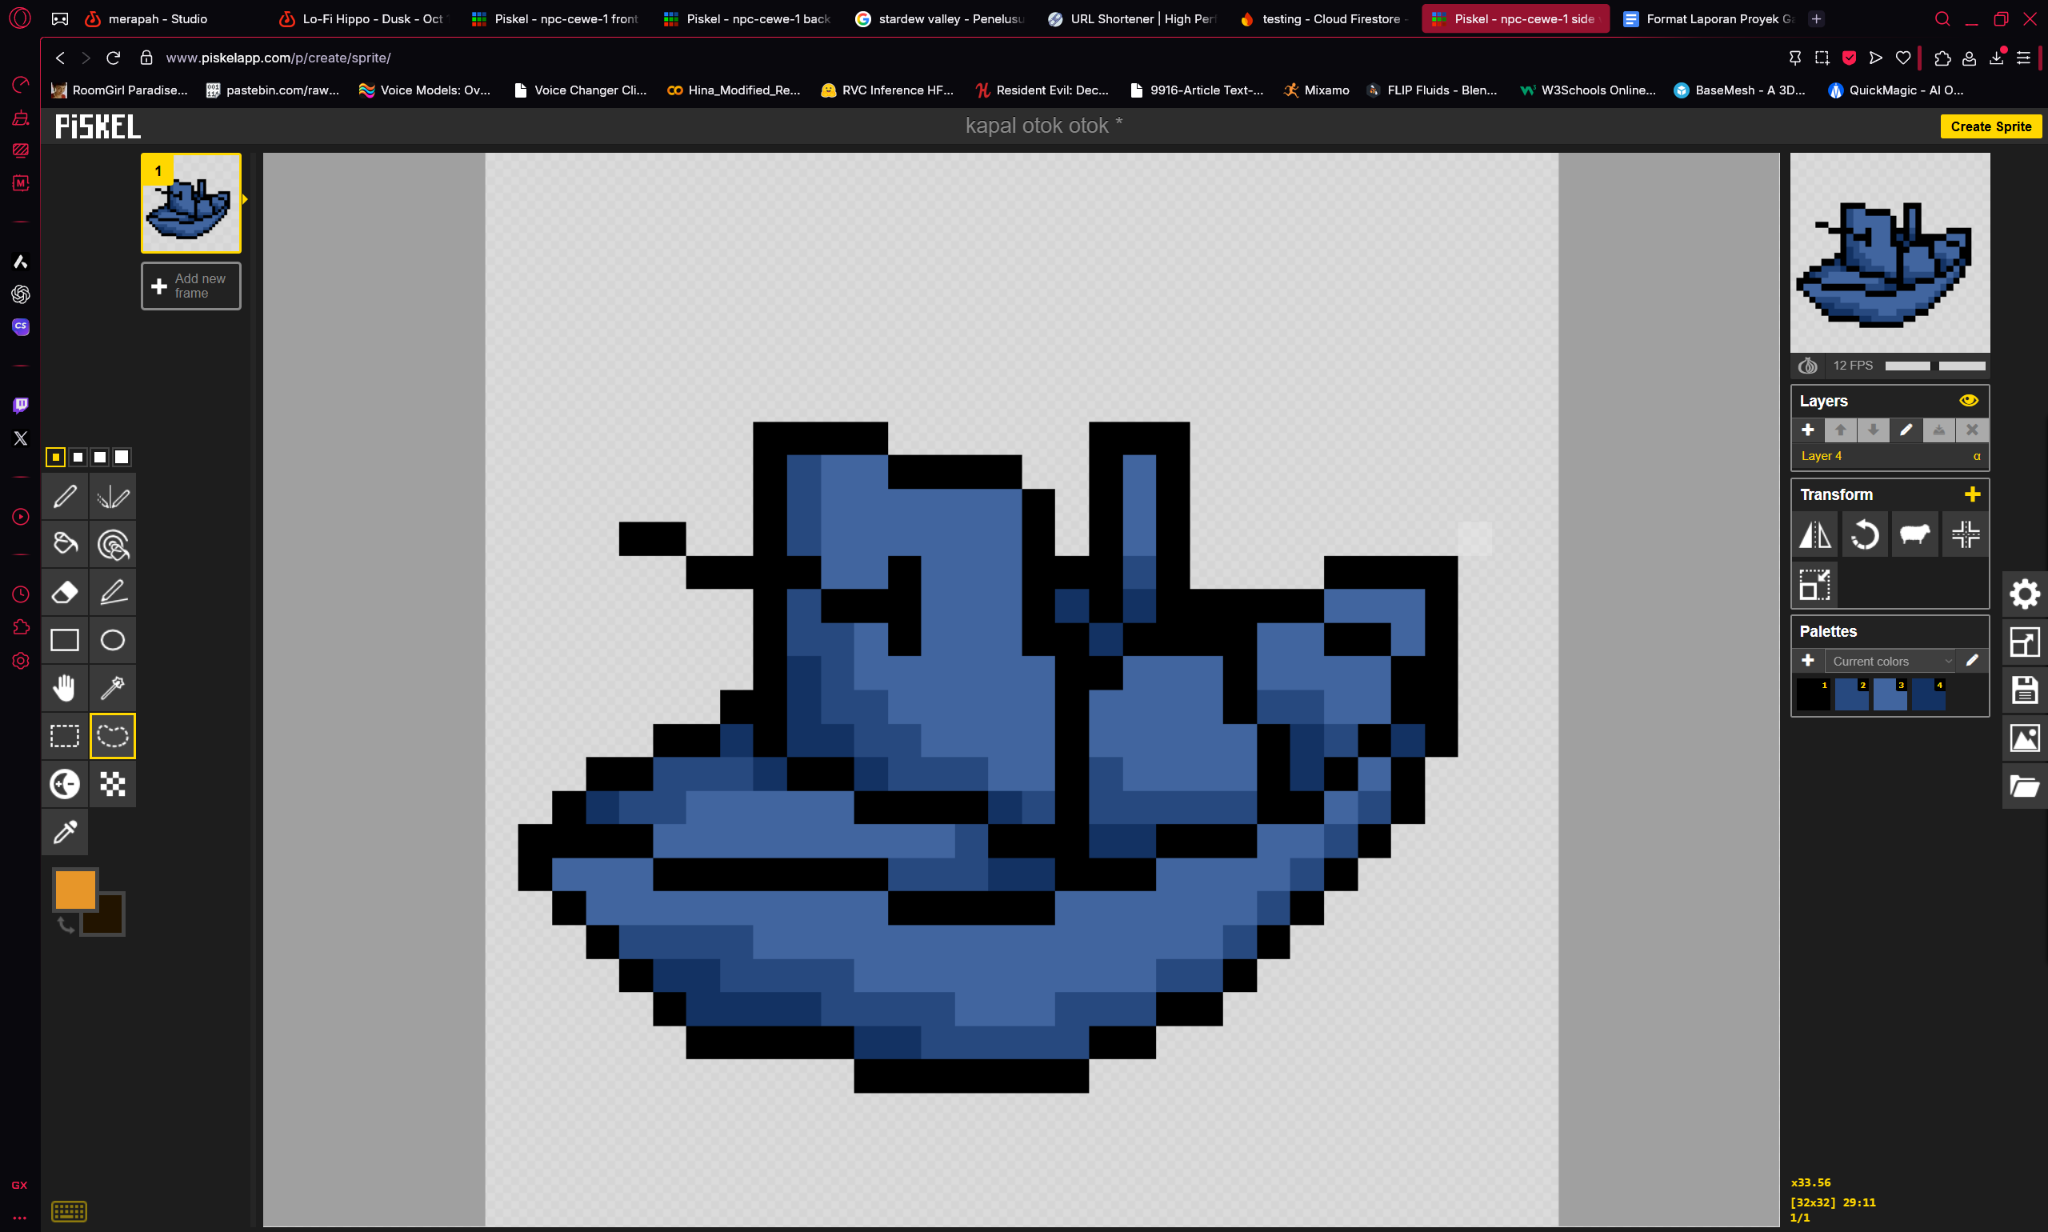 merapah - Studio
Lo-Fi Hippo - Dusk - Oct
Piskel - npc-cewe-1 front
Piskel - npc-cewe-1 back
stardew valley - Penelusu
URL Shortener | High Per
testing - Cloud Firestore -
Piskel - npc-cewe-1 side
Format Laporan Proyek Ga
www.piskelapp.com/p/create/sprite/
RoomGirl Paradise...
pastebin.com/raw...
Voice Models: Ov...
Voice Changer Cli...
Hina_Modified_Re...
RVC Inference HF...
Resident Evil: Dec...
9916-Article Text-...
Mixamo
FLIP Fluids - Blen...
W3Schools Online...
BaseMesh - A 3D...
QuickMagic - AI O...
PiSKEL
kapal otok otok *
Create Sprite
1
Add new
frame
12 FPS
Layers
Layer 4
α
Transform
Palettes
Current colors
1
2
3
4
M
CS
GX
x33.56
[32x32] 29:11
1/1